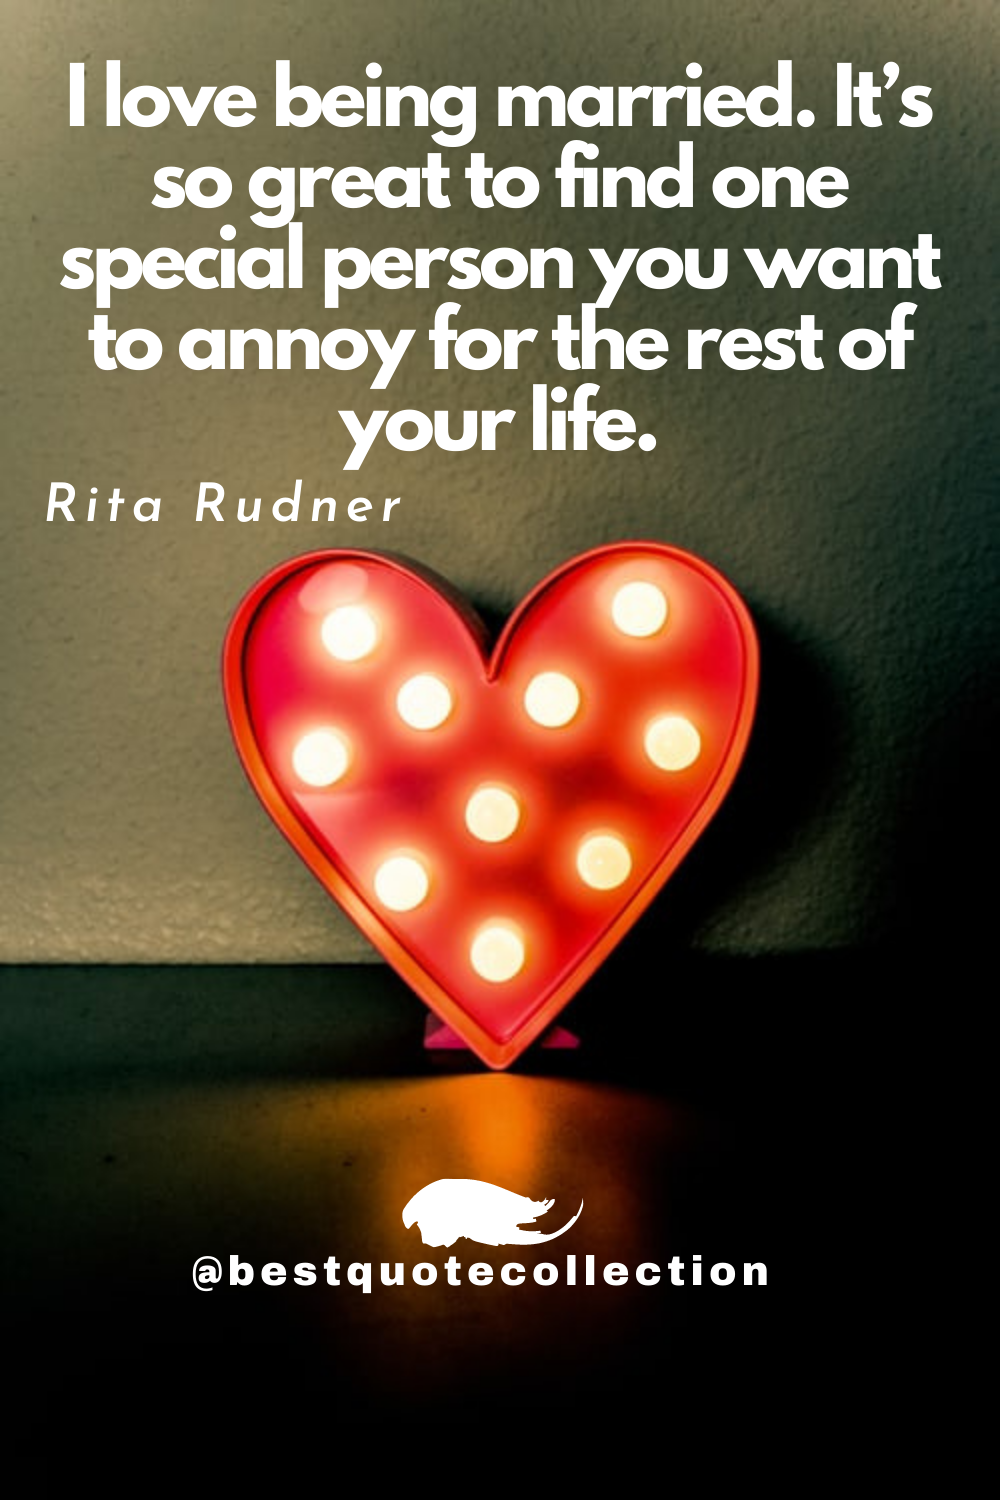 I love being married. It’s
so great to find one
special person you want
to annoy for the rest of
your life.
Rita Rudner
@bestquotecollection